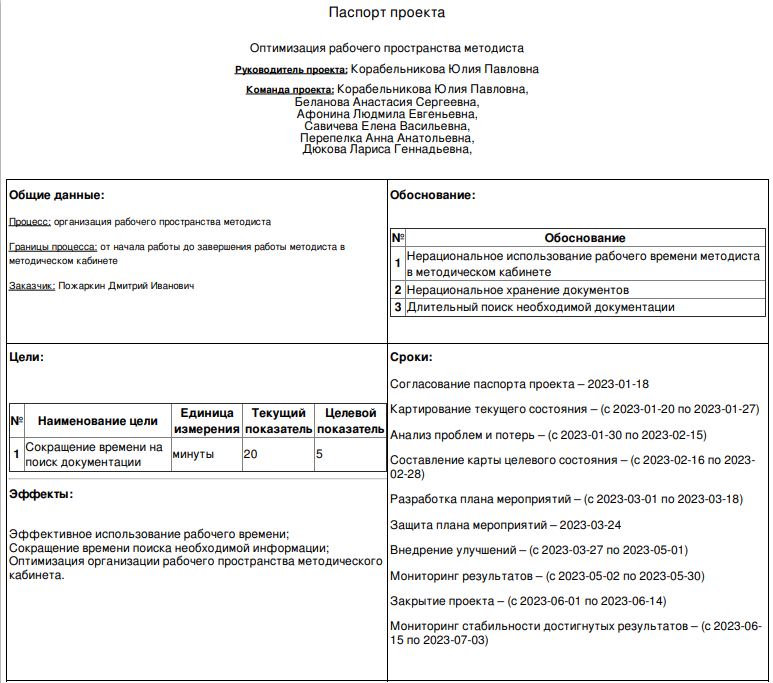 Паспорт проекта
Оптимизация рабочего пространства методиста
Руководитель проекта: Корабельникова Юлия Павловна
Команда проекта: Корабельникова Юлия Павловна,
Беланова Анастасия Сергеевна,
Афонина Людмила Евгеньевна,
Савичева Елена Васильевна,
Перепелка Анна Анатольевна,
Дюкова Лариса Геннадьевна,
Общие данные:
Процесс: организация рабочего пространства методиста
Границы процесса: от начала работы до завершения работы методиста в
методическом кабинете
Заказчик: Пожаркин Дмитрий Иванович
Обоснование:
№ Обоснование
1 Нерациональное использование рабочего времени методиста
в методическом кабинете
2 Нерациональное хранение документов
3 Длительный поиск необходимой документации
Цели:
№ Наименование цели Единица измерения Текущий показатель Целевой показатель
1 Сокращение времени на
поиск документации минуты 20 5
Эффекты:
Эффективное использование рабочего времени;
Сокращение времени поиска необходимой информации;
Оптимизация организации рабочего пространства методического
кабинета.
Сроки:
Согласование паспорта проекта – 2023-01-18
Картирование текущего состояния – (с 2023-01-20 по 2023-01-27)
Анализ проблем и потерь – (с 2023-01-30 по 2023-02-15)
Составление карты целевого состояния – (с 2023-02-16 по 2023-
02-28)
Разработка плана мероприятий – (с 2023-03-01 по 2023-03-18)
Защита плана мероприятий – 2023-03-24
Внедрение улучшений – (с 2023-03-27 по 2023-05-01)
Мониторинг результатов – (с 2023-05-02 по 2023-05-30)
Закрытие проекта – (с 2023-06-01 по 2023-06-14)
Мониторинг стабильности достигнутых результатов – (с 2023-06-
15 по 2023-07-03)